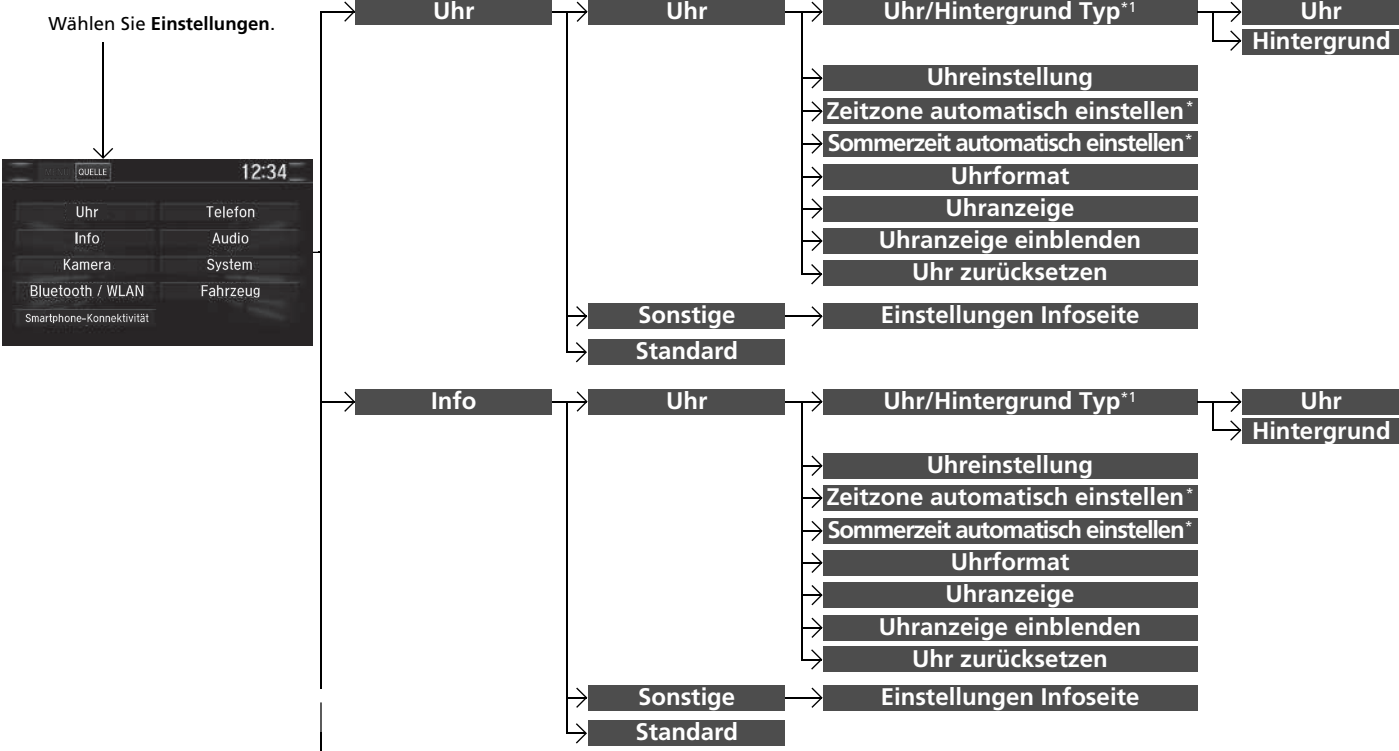 Wählen Sie Einstellungen.
QUELLE
12:34
Uhr
Telefon
Info
Audio
Kamera
System
Bluetooth / WLAN
Fahrzeug
Smartphone-Konnektivität
Uhr
Uhr
Uhr/Hintergrund Typ*1
Uhr
Hintergrund
Uhreinstellung
Zeitzone automatisch einstellen*
Sommerzeit automatisch einstellen*
Uhrformat
Uhranzeige
Uhranzeige einblenden
Uhr zurücksetzen
Sonstige
Einstellungen Infoseite
Standard
Info
Uhr
Uhr/Hintergrund Typ*1
Uhr
Hintergrund
Uhreinstellung
Zeitzone automatisch einstellen*
Sommerzeit automatisch einstellen*
Uhrformat
Uhranzeige
Uhranzeige einblenden
Uhr zurücksetzen
Sonstige
Einstellungen Infoseite
Standard